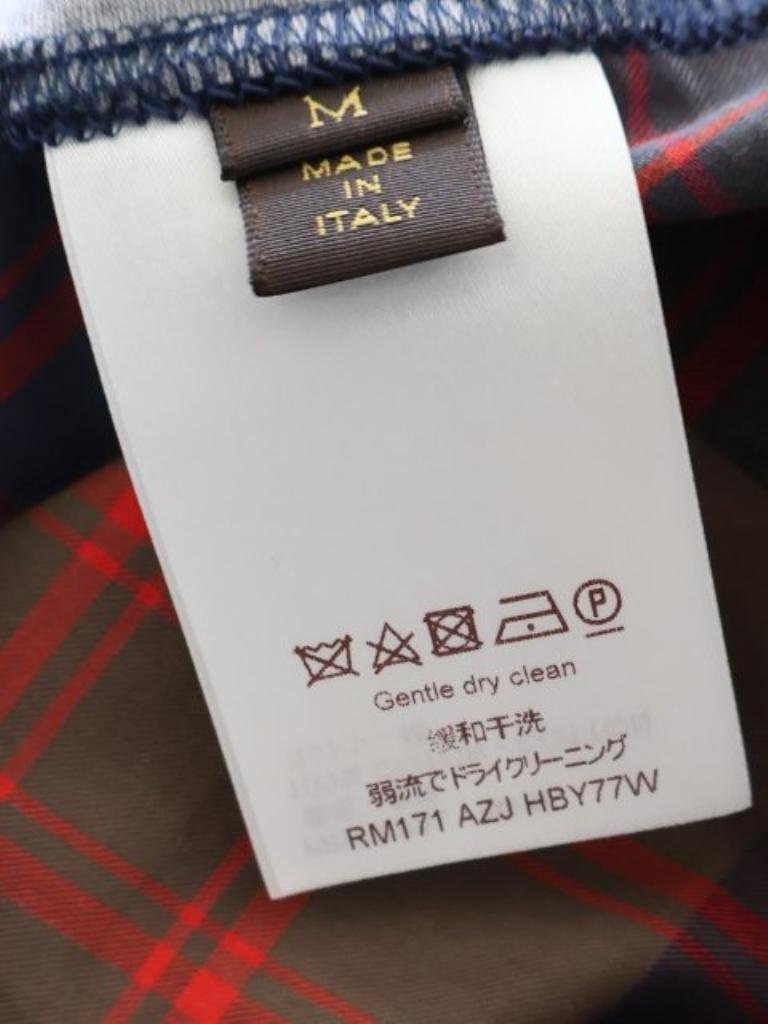 M
MADE
IN
ITALY
P
Gentle dry clean
缓和干洗
弱流でドライクリーニング
RM171 AZJ HBY77W